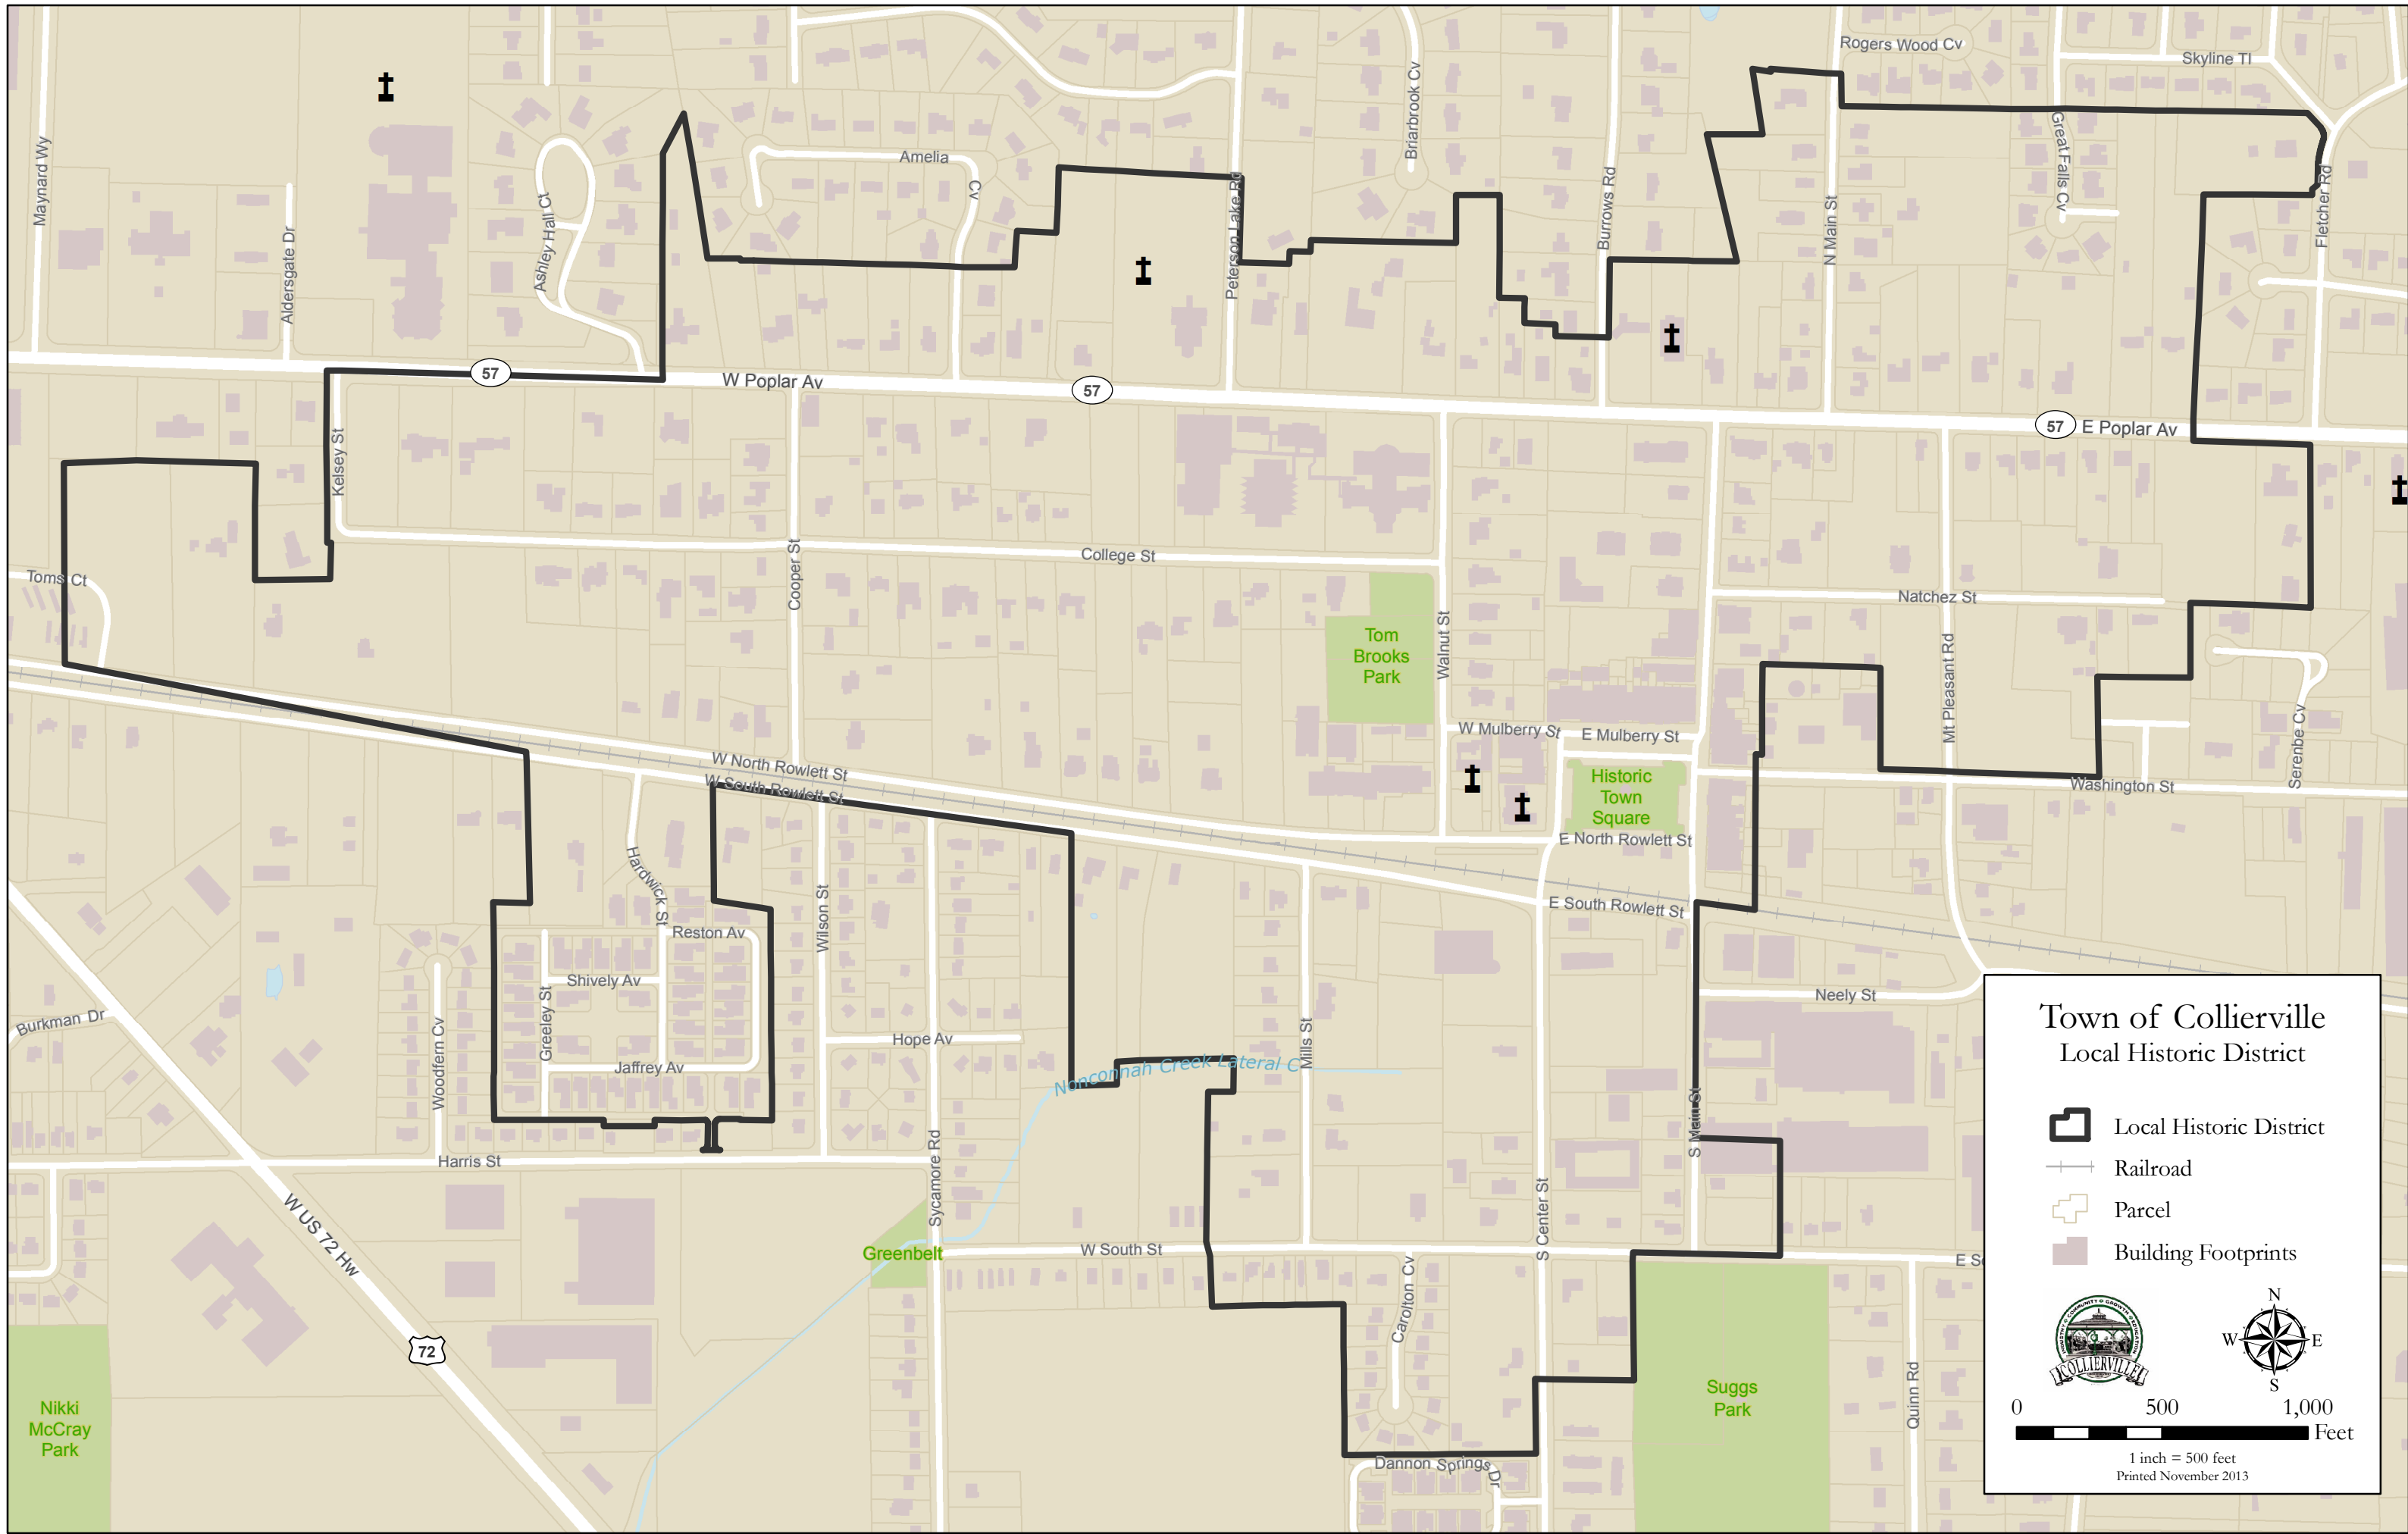 Rogers Wood Cv
Skyline Tl
Briarbrook Cv
Maynard Wy
Amelia
Cv
Great Falls Cv
Peterson Lake Rd
Burrows Rd
N Main St
Fletcher Rd
Ashley Hall Ct
Aldersgate Dr
57
W Poplar Av
57
57
E Poplar Av
Kelsey St
College St
Cooper St
Toms Ct
Natchez St
Tom
Brooks
Park
Walnut St
Mt Pleasant Rd
W Mulberry St
E Mulberry St
Serenbe Cv
W North Rowlett St
W South Rowlett St
Historic
Town
Square
Washington St
E North Rowlett St
Hardwick St
Wilson St
E South Rowlett St
Reston Av
Shively Av
Neely St
Burkman Dr
Greeley St
Woodfern Cv
Hope Av
Mills St
Jaffrey Av
Nonconnah Creek Lateral C
S Main St
Harris St
Sycamore Rd
W US 72 Hw
S Center St
Greenbelt
W South St
E So
Carolton Cv
72
Nikki
McCray
Park
Suggs
Park
Quinn Rd
Dannon Springs Dr
Town of Collierville
Local Historic District
Local Historic District
Railroad
Parcel
Building Footprints
COLLIERVILLE
N
W
E
S
0
500
1,000
Feet
1 inch = 500 feet
Printed November 2013